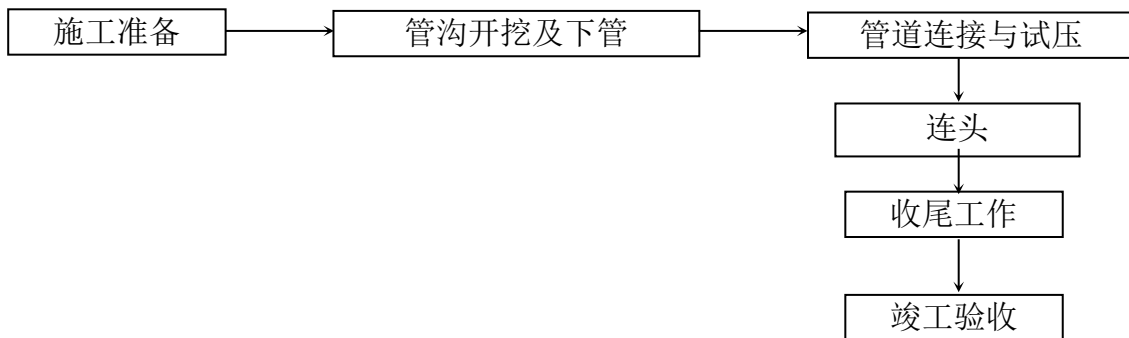 施工准备
管沟开挖及下管
管道连接与试压
连头
收尾工作
竣工验收